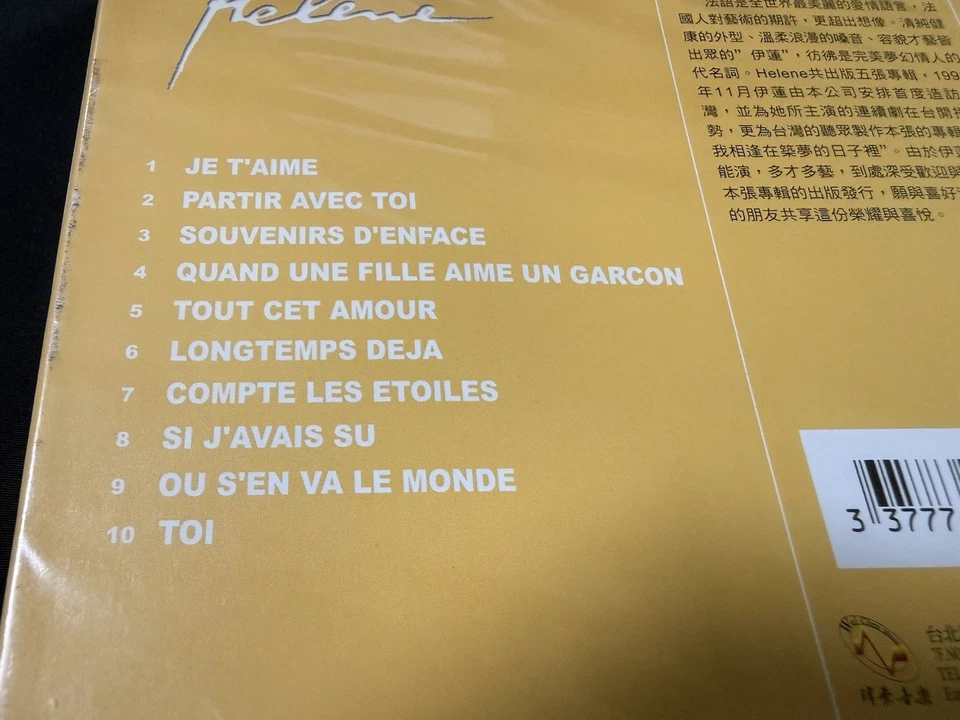 Helene
1 JE T'AIME
2 PARTIR AVEC TOI
3 SOUVENIRS D'ENFACE
4 QUAND UNE FILLE AIME UN GARCON
5 TOUT CET AMOUR
6 LONGTEMPS DEJA
7 COMPTE LES ETOILES
8 SI J'AVAIS SU
9 OU S'EN VA LE MONDE
10 TOI
法語是全世界最美麗的愛情語言，法
國人對藝術的期許，更超出想像。清純健
康的外型、溫柔浪漫的嗓音、容貌才藝皆
出眾的”伊蓮”，彷彿是完美夢幻情人的
代名詞。Helene共出版五張專輯，199
年11月伊蓮由本公司安排首度造訪
灣，並為她所主演的連續劇在台開播
勢，更為台灣的聽眾製作本張的專輯
我相逢在築夢的日子裡”。由於伊蓮
能演，多才多藝，到處深受歡迎與
本張專輯的出版發行，願與喜好
的朋友共享這份榮耀與喜悅。
3 3777
台北
TEL